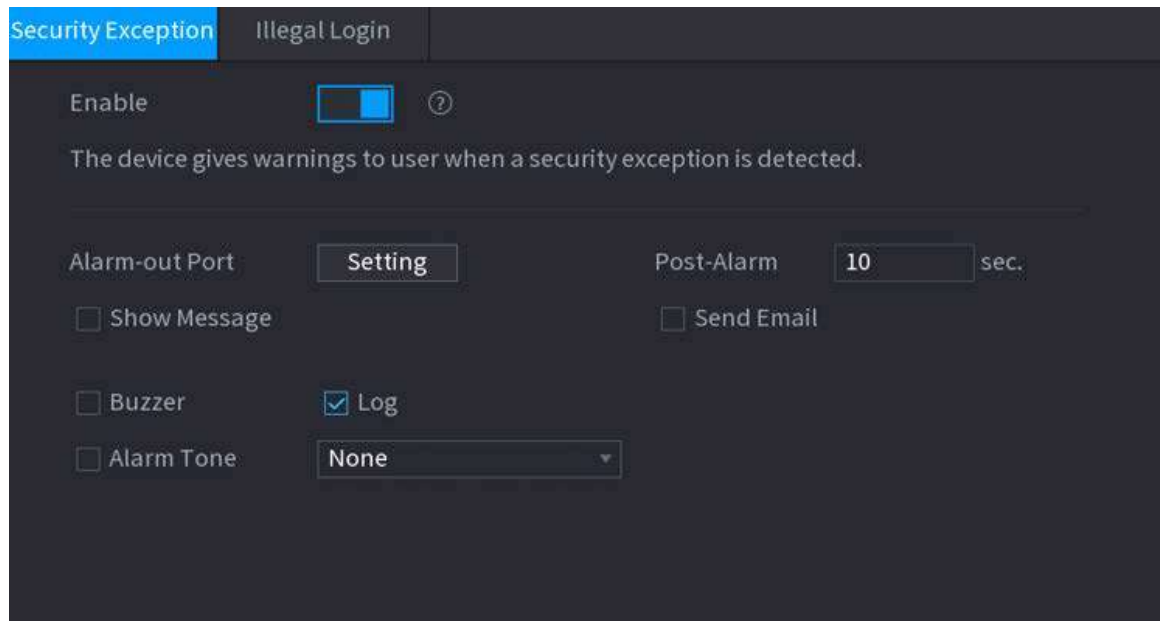 Security Exception Illegal Login
Enable ?
The device gives warnings to user when a security exception is detected.
Alarm-out Port Setting Post-Alarm 10 sec.
Show Message Send Email
Buzzer Log
Alarm Tone None